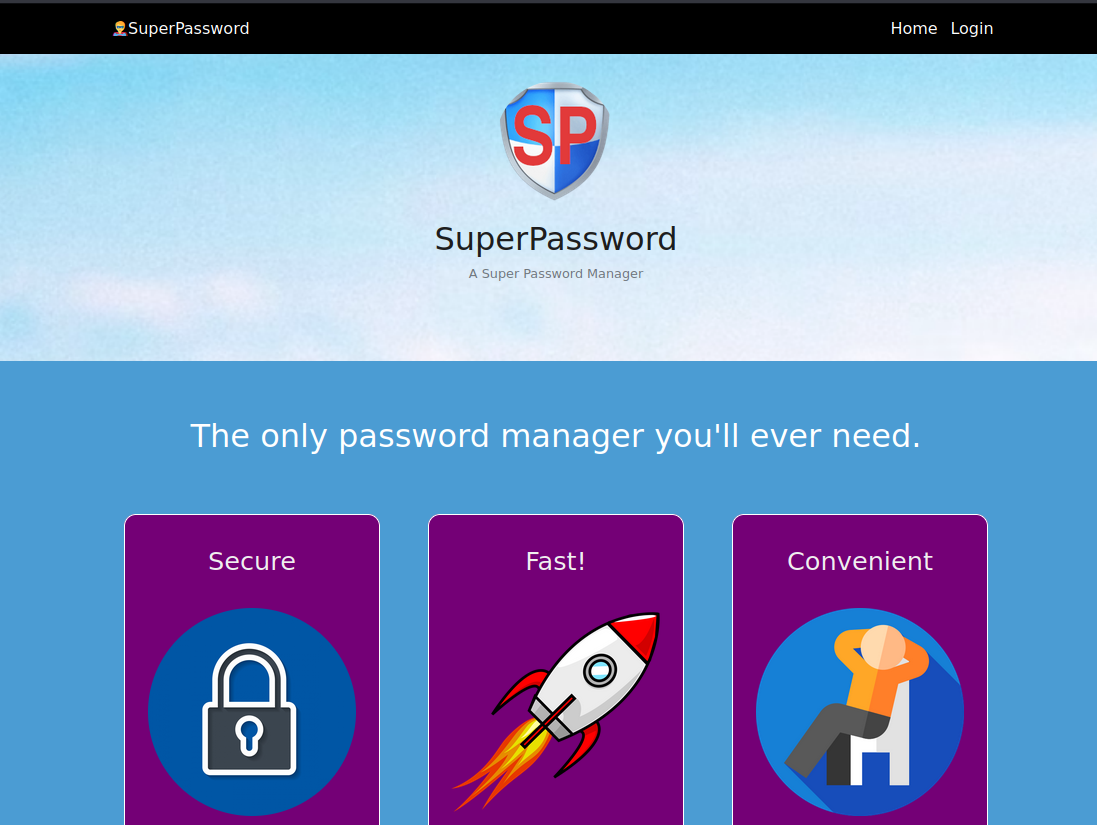 SuperPassword
Home Login
SP
SuperPassword
A Super Password Manager
The only password manager you'll ever need.
Secure
Fast!
Convenient